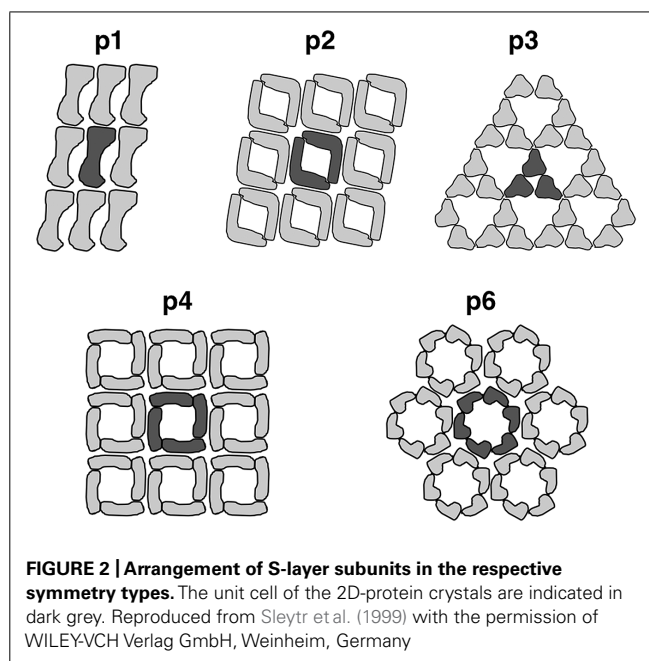 p1 p2 p3
p4 p6
FIGURE 2 | Arrangement of S-layer subunits in the respective
symmetry types. The unit cell of the 2D-protein crystals are indicated in
dark grey. Reproduced from Sleytr et al. (1999) with the permission of
WILEY-VCH Verlag GmbH, Weinheim, Germany